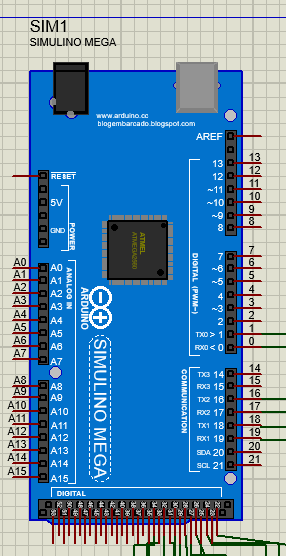 SIM1
SIMULINO MEGA
www.arduino.cc
blogembarcado.blogspot.com
AREF
RESET
5V
GND
POWER
13 13
12 12
~11 11
~10 10
~9 9
8 8
7 7
~6 6
~5 5
4 4
~3 3
2 2
TX0 > 1 1
RX0 < 0 0
DIGITAL (PWM~)
ATMEL
ATMEGA2560
A0 A0
A1 A1
A2 A2
A3 A3
A4 A4
A5 A5
A6 A6
A7 A7
ANALOG IN
ARDUINO
SIMULINO MEGA
A8 A8
A9 A9
A10 A10
A11 A11
A12 A12
A13 A13
A14 A14
A15 A15
TX3 14 14
RX3 15 15
TX2 16 16
RX2 17 17
TX1 18 18
RX1 19 19
SDA 20 20
SCL 21 21
COMMUNICATION
DIGITAL